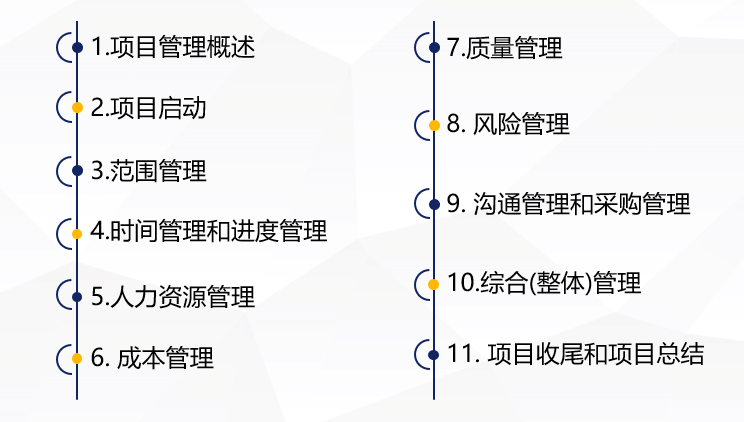 1.项目管理概述
2.项目启动
3.范围管理
4.时间管理和进度管理
5.人力资源管理
6. 成本管理
7.质量管理
8. 风险管理
9. 沟通管理和采购管理
10.综合(整体)管理
11. 项目收尾和项目总结